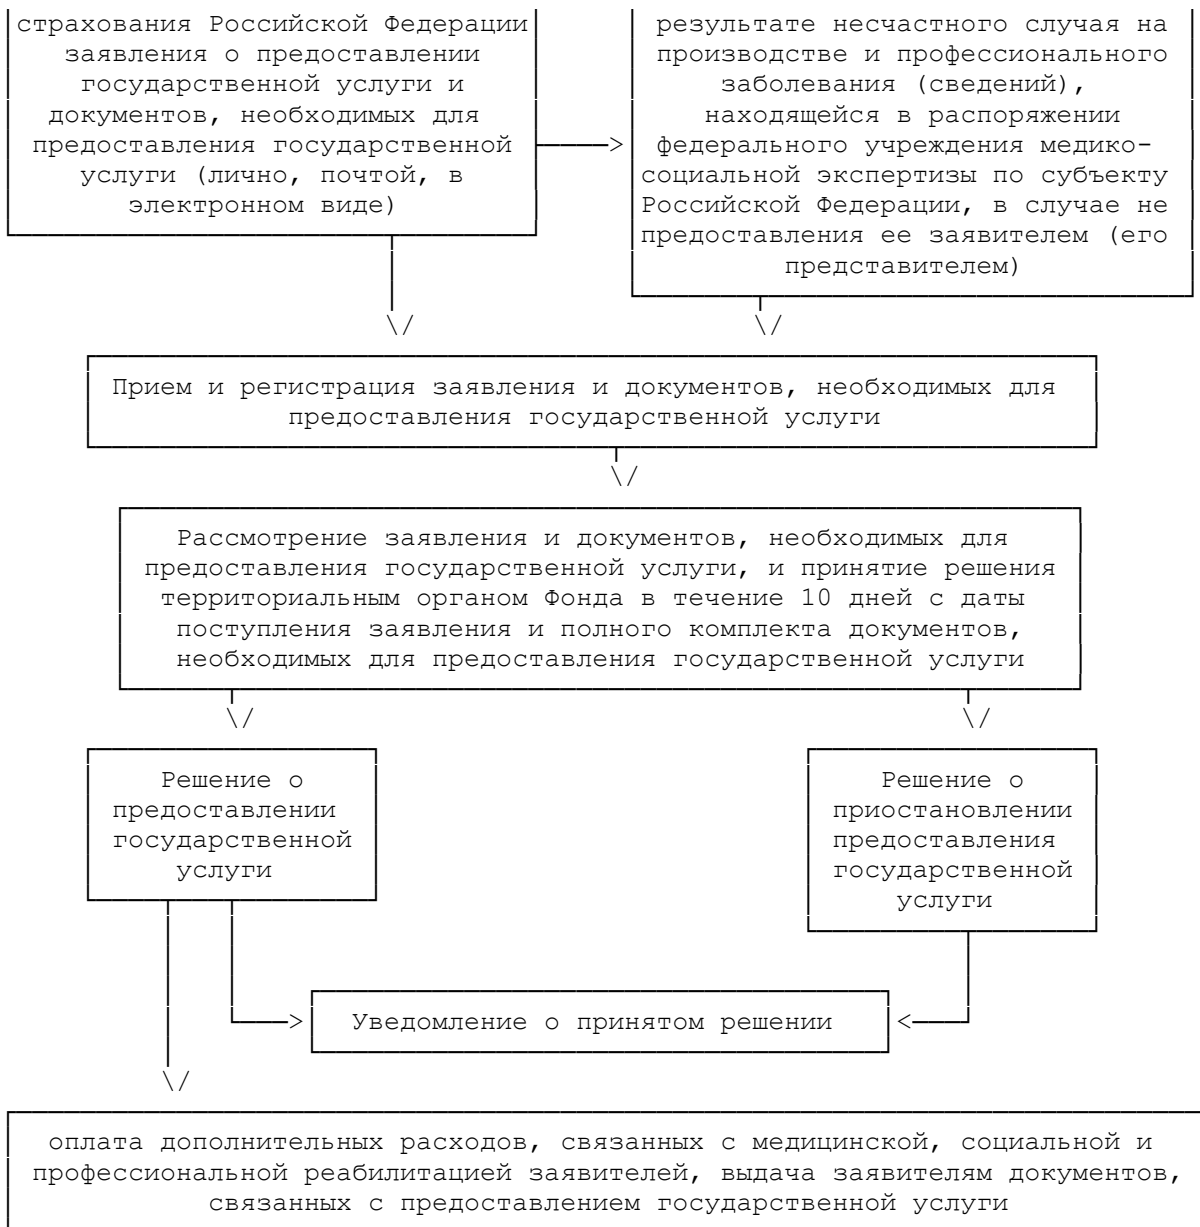 страхования Российской Федерации
заявления о предоставлении
государственной услуги и
документов, необходимых для
предоставления государственной
услуги (лично, почтой, в
электронном виде)
результате несчастного случая на
производстве и профессионального
заболевания (сведений),
находящейся в распоряжении
федерального учреждения медико-
социальной экспертизы по субъекту
Российской Федерации, в случае не
предоставления ее заявителем (его
представителем)
Прием и регистрация заявления и документов, необходимых для
предоставления государственной услуги
Рассмотрение заявления и документов, необходимых для
предоставления государственной услуги, и принятие решения
территориальным органом Фонда в течение 10 дней с даты
поступления заявления и полного комплекта документов,
необходимых для предоставления государственной услуги
Решение о
предоставлении
государственной
услуги
Решение о
приостановлении
предоставления
государственной
услуги
Уведомление о принятом решении
оплата дополнительных расходов, связанных с медицинской, социальной и
профессиональной реабилитацией заявителей, выдача заявителям документов,
связанных с предоставлением государственной услуги